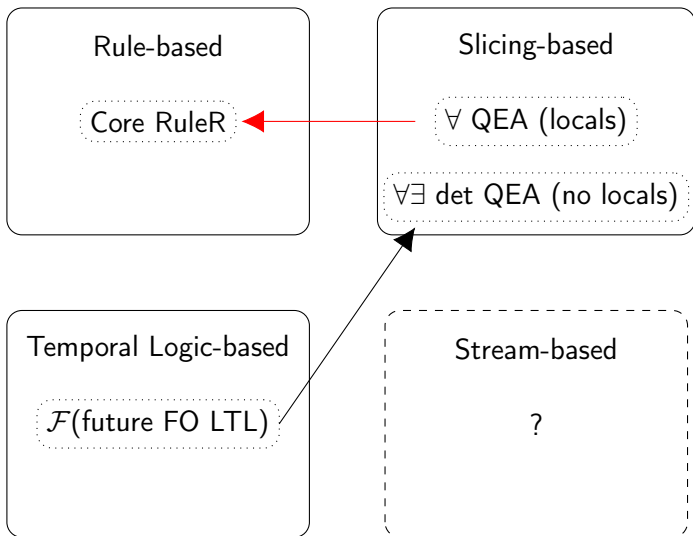 Rule-based
Core RuleR
Slicing-based
∀ QEA (locals)
∀∃ det QEA (no locals)
Temporal Logic-based
ℱ(future FO LTL)
Stream-based
?